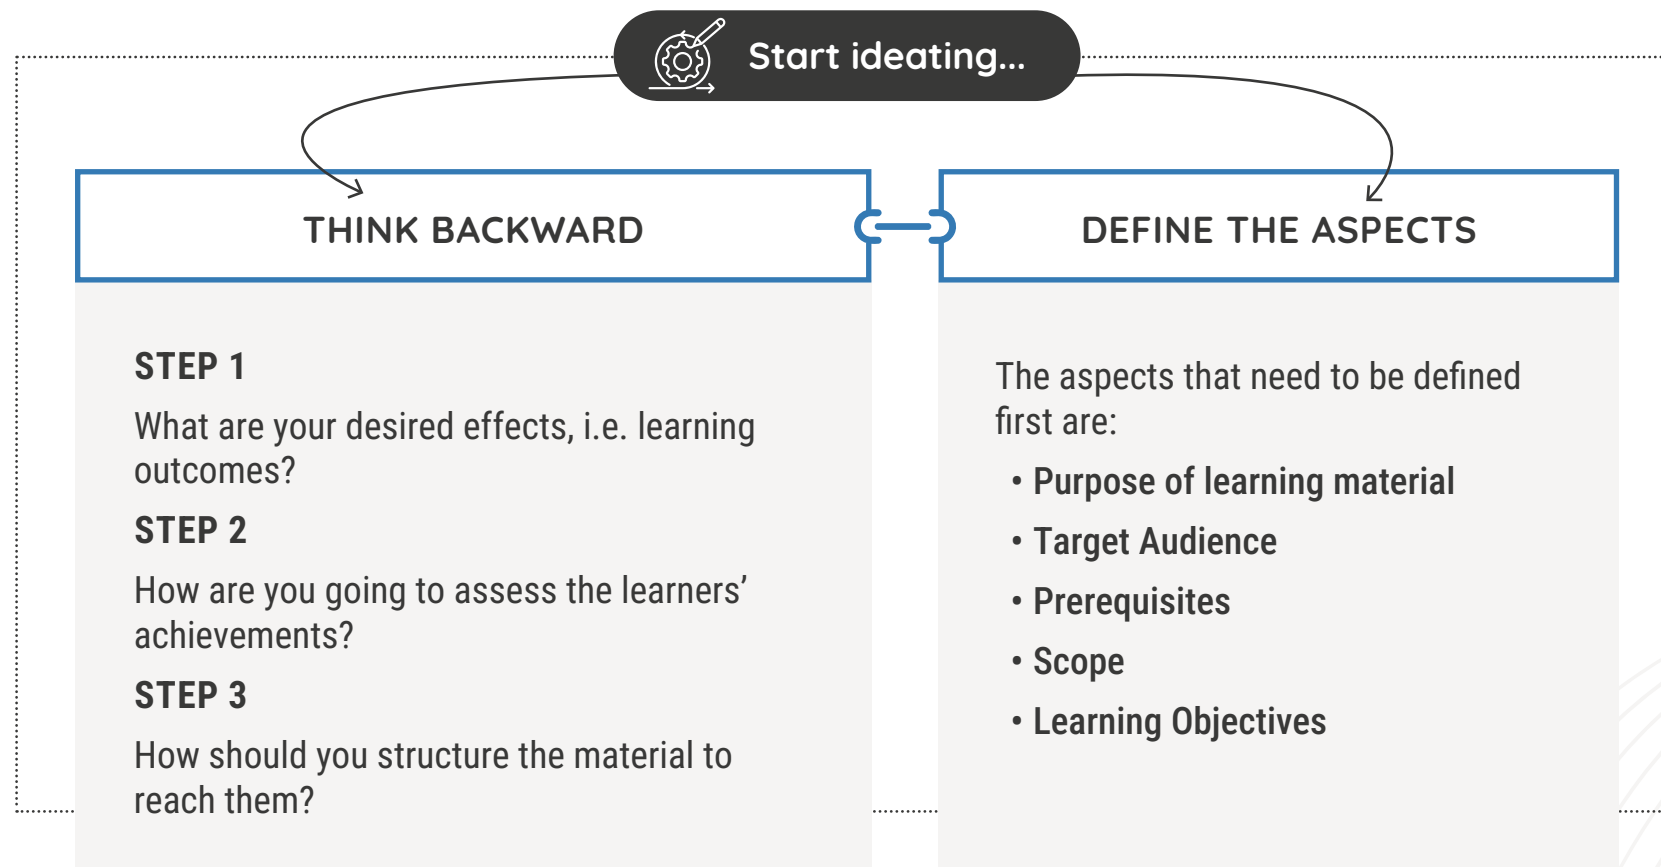 Start ideating...
THINK BACKWARD
STEP 1
What are your desired effects, i.e. learning
outcomes?
STEP 2
How are you going to assess the learners’
achievements?
STEP 3
How should you structure the material to
reach them?
DEFINE THE ASPECTS
The aspects that need to be defined
first are:
• Purpose of learning material
• Target Audience
• Prerequisites
• Scope
• Learning Objectives